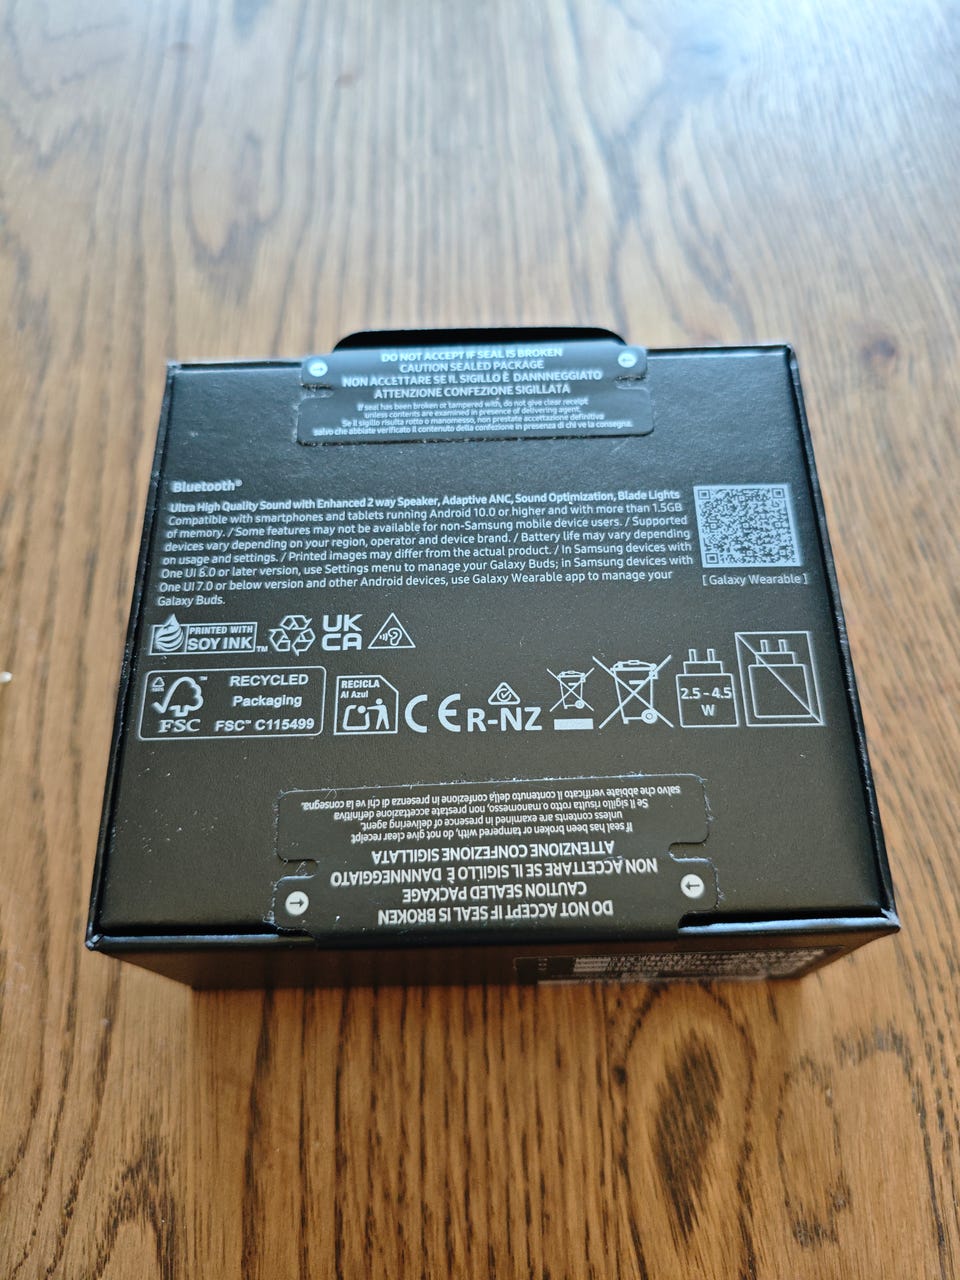 DO NOT ACCEPT IF SEAL IS BROKEN
CAUTION SEALED PACKAGE
NON ACCETTARE SE IL SIGILLO È DANNNEGGIATO
ATTENZIONE CONFEZIONE SIGILLATA
If seal has been broken or tampered with, do not give clear receipt
unless contents are examined in presence of delivering agent.
Se il sigillo risulta rotto o manomesso, non prestate accettazione definitiva
salvo che abbiate verificato il contenuto della confezione in presenza di chi ve la consegna.
Bluetooth®
Ultra High Quality Sound with Enhanced 2 way Speaker, Adaptive ANC, Sound Optimization, Blade Lights
Compatible with smartphones and tablets running Android 10.0 or higher and with more than 1.5GB
of memory. / Some features may not be available for non-Samsung mobile device users. / Supported
devices vary depending on your region, operator and device brand. / Battery life may vary depending
on usage and settings. / Printed images may differ from the actual product. / In Samsung devices with
One UI 6.0 or later version, use Settings menu to manage your Galaxy Buds; in Samsung devices with
One UI 7.0 or below version and other Android devices, use Galaxy Wearable app to manage your
Galaxy Buds.
[ Galaxy Wearable ]
PRINTED WITH
SOY INK™
UK
CA
FSC™
RECYCLED
Packaging
FSC™ C115499
RECICLA
Al Azul
CE
R-NZ
2.5 - 4.5
W
DO NOT ACCEPT IF SEAL IS BROKEN
CAUTION SEALED PACKAGE
NON ACCETTARE SE IL SIGILLO È DANNNEGGIATO
ATTENZIONE CONFEZIONE SIGILLATA
If seal has been broken or tampered with, do not give clear receipt
unless contents are examined in presence of delivering agent.
Se il sigillo risulta rotto o manomesso, non prestate accettazione definitiva
salvo che abbiate verificato il contenuto della confezione in presenza di chi ve la consegna.